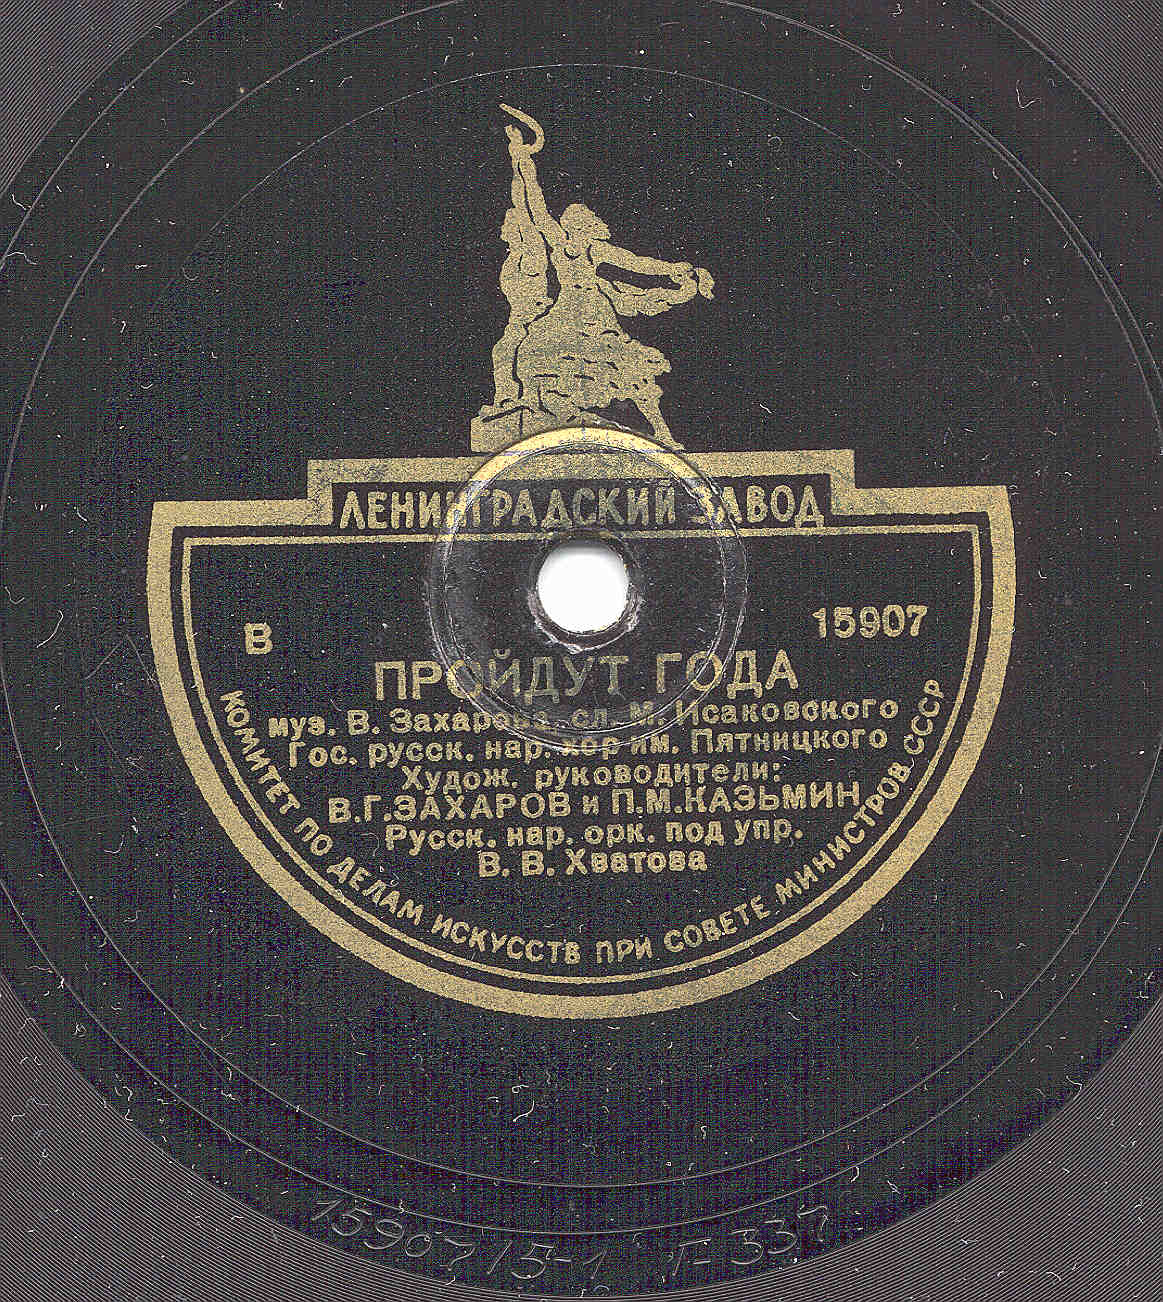 ЛЕНИНГРАДСКИЙ ЗАВОД
В
15907
ПРОЙДУТ ГОДА
муз. В. Захарова, сл. М. Исаковского
Гос. русск. нар. хор им. Пятницкого
Худож. руководители:
В.Г.ЗАХАРОВ и П.М.КАЗЬМИН
Русск. нар. орк. под упр.
В. В. Хватова
КОМИТЕТ ПО ДЕЛАМ ИСКУССТВ ПРИ СОВЕТЕ МИНИСТРОВ СССР
Г-337